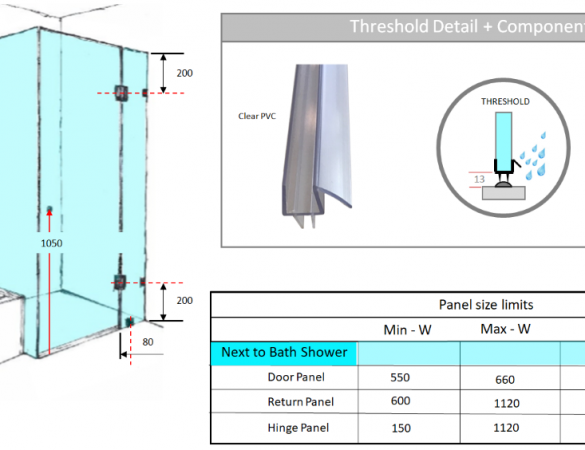 Threshold Detail + Component
200
Clear PVC
THRESHOLD
13
1050
200
80
Panel size limits
Min - W Max - W
Next to Bath Shower
Door Panel 550 660
Return Panel 600 1120
Hinge Panel 150 1120